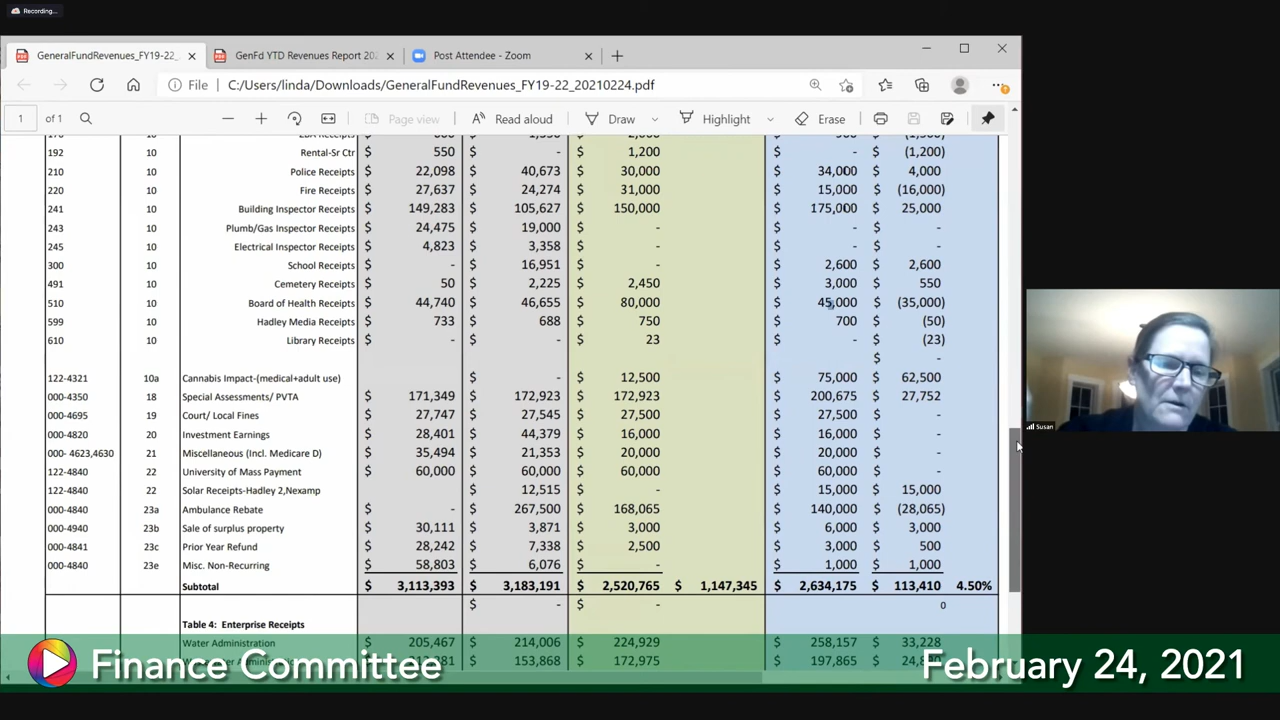 Recording...
GeneralFundRevenues_FY19-22_
GenFd YTD Revenues Report 202
Post Attendee - Zoom
File C:/Users/linda/Downloads/GeneralFundRevenues_FY19-22_20210224.pdf
1 of 1 Page view Read aloud Draw Highlight Erase
192 10 Rental-Sr Ctr $ 550 $ - $ 1,200 $ - $ (1,200)
210 10 Police Receipts $ 22,098 $ 40,673 $ 30,000 $ 34,000 $ 4,000
220 10 Fire Receipts $ 27,637 $ 24,274 $ 31,000 $ 15,000 $ (16,000)
241 10 Building Inspector Receipts $ 149,283 $ 105,627 $ 150,000 $ 175,000 $ 25,000
243 10 Plumb/Gas Inspector Receipts $ 24,475 $ 19,000 $ - $ - $ -
245 10 Electrical Inspector Receipts $ 4,823 $ 3,358 $ - $ - $ -
300 10 School Receipts $ - $ 16,951 $ - $ 2,600 $ 2,600
491 10 Cemetery Receipts $ 50 $ 2,225 $ 2,450 $ 3,000 $ 550
510 10 Board of Health Receipts $ 44,740 $ 46,655 $ 80,000 $ 45,000 $ (35,000)
599 10 Hadley Media Receipts $ 733 $ 688 $ 750 $ 700 $ (50)
610 10 Library Receipts $ - $ - $ 23 $ - $ (23)
$ -
122-4321 10a Cannabis Impact-(medical+adult use) $ - $ 12,500 $ 75,000 $ 62,500
000-4350 18 Special Assessments/ PVTA $ 171,349 $ 172,923 $ 172,923 $ 200,675 $ 27,752
000-4695 19 Court/ Local Fines $ 27,747 $ 27,545 $ 27,500 $ 27,500 $ -
000-4820 20 Investment Earnings $ 28,401 $ 44,379 $ 16,000 $ 16,000 $ -
000- 4623,4630 21 Miscellaneous (Incl. Medicare D) $ 35,494 $ 21,353 $ 20,000 $ 20,000 $ -
122-4840 22 University of Mass Payment $ 60,000 $ 60,000 $ 60,000 $ 60,000 $ -
122-4840 22 Solar Receipts-Hadley 2,Nexamp $ 12,515 $ - $ 15,000 $ 15,000
000-4840 23a Ambulance Rebate $ - $ 267,500 $ 168,065 $ 140,000 $ (28,065)
000-4940 23b Sale of surplus property $ 30,111 $ 3,871 $ 3,000 $ 6,000 $ 3,000
000-4841 23c Prior Year Refund $ 28,242 $ 7,338 $ 2,500 $ 3,000 $ 500
000-4840 23e Misc. Non-Recurring $ 58,803 $ 6,076 $ - $ 1,000 $ 1,000
Subtotal $ 3,113,393 $ 3,183,191 $ 2,520,765 $ 1,147,345 $ 2,634,175 $ 113,410 4.50%
$ - $ - 0
Table 4: Enterprise Receipts
Water Administration $ 205,467 $ 214,006 $ 224,929 $ 258,157 $ 33,228
$ 153,868 $ 172,975 $ 197,865 $
Susan
Finance Committee
February 24, 2021